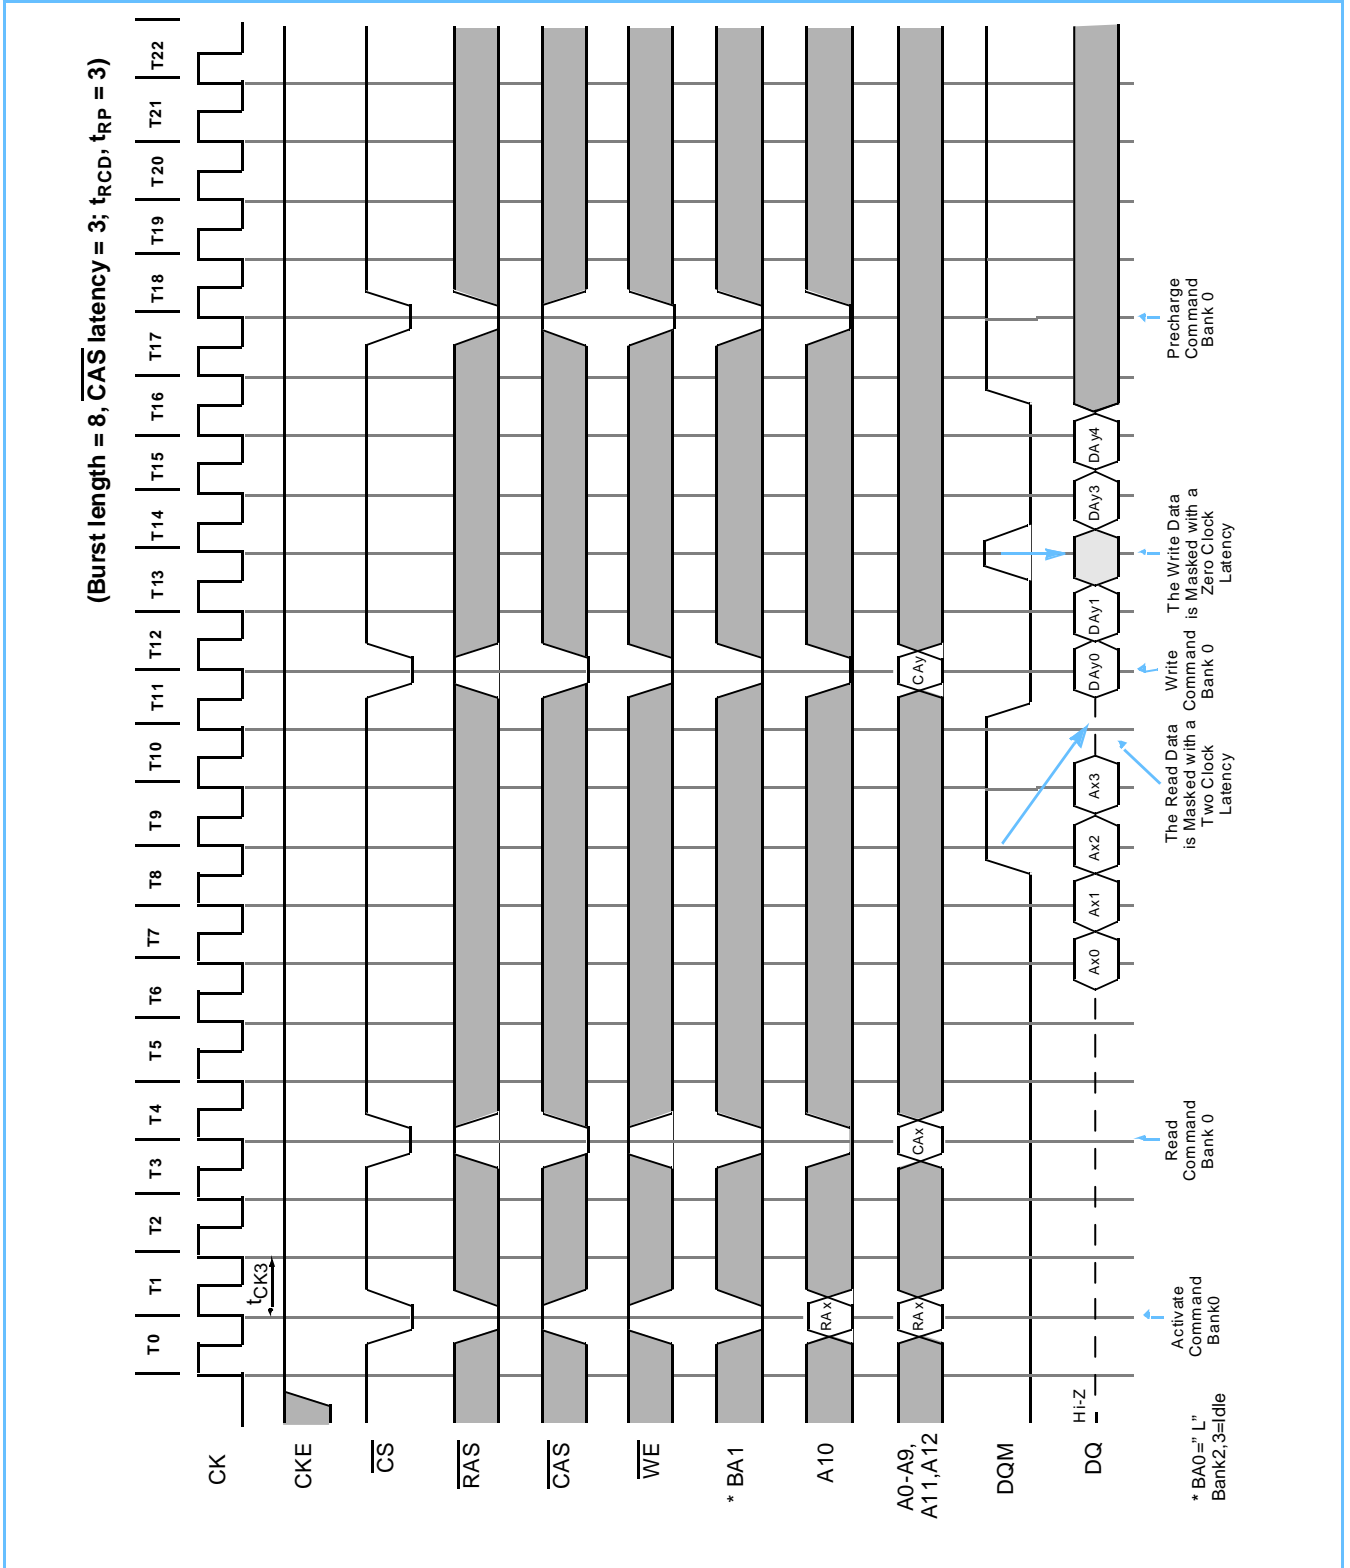 (Burst length = 8, CAS latency = 3; tRCD, tRP = 3)
T0 T1 T2 T3 T4 T5 T6 T7 T8 T9 T10 T11 T12 T13 T14 T15 T16 T17 T18 T19 T20 T21 T22
CK
tCK3
CKE
CS
RAS
CAS
WE
* BA1
A10
RAx
A0-A9,
A11,A12
RAx CAx CAy
DQM
DQ
Hi-Z
Ax0 Ax1 Ax2 Ax3 DAy0 DAy1 DAy3 DAy4
Activate
Command
Bank0
Read
Command
Bank 0
The Read Data
is Masked with a
Two Clock
Latency
Write
Command
Bank 0
The Write Data
is Masked with a
Zero Clock
Latency
Precharge
Command
Bank 0
* BA0=” L”
Bank2,3=Idle